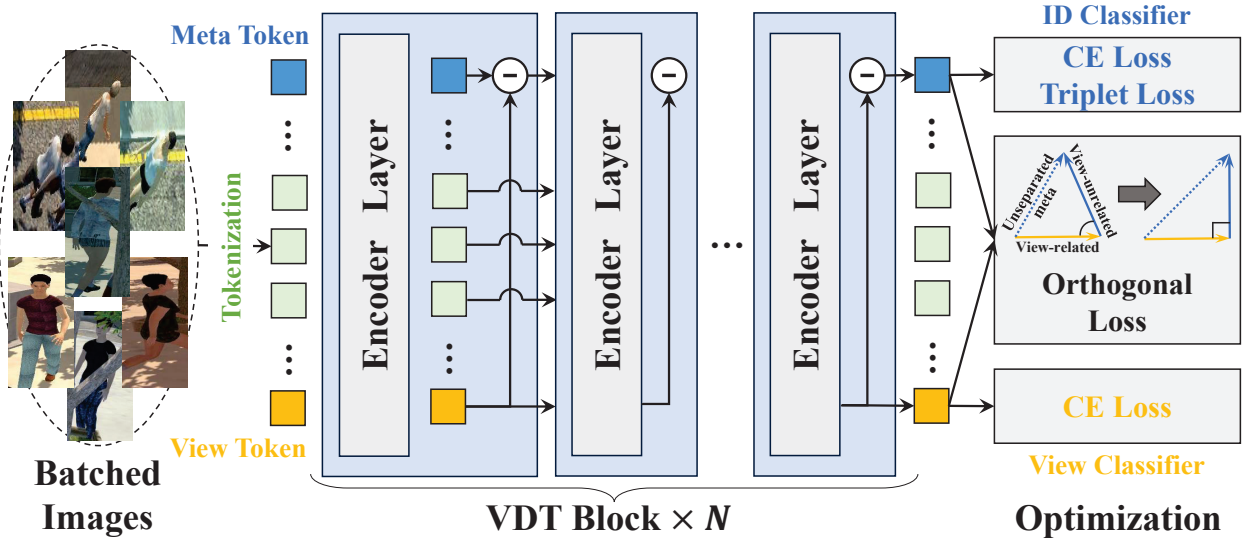 Meta Token
Tokenization
View Token
Batched
Images
Encoder Layer
−
Encoder Layer
−
...
Encoder Layer
−
VDT Block × N
ID Classifier
CE Loss
Triplet Loss
Unseparated
meta
View-unrelated
View-related
Orthogonal
Loss
CE Loss
View Classifier
Optimization